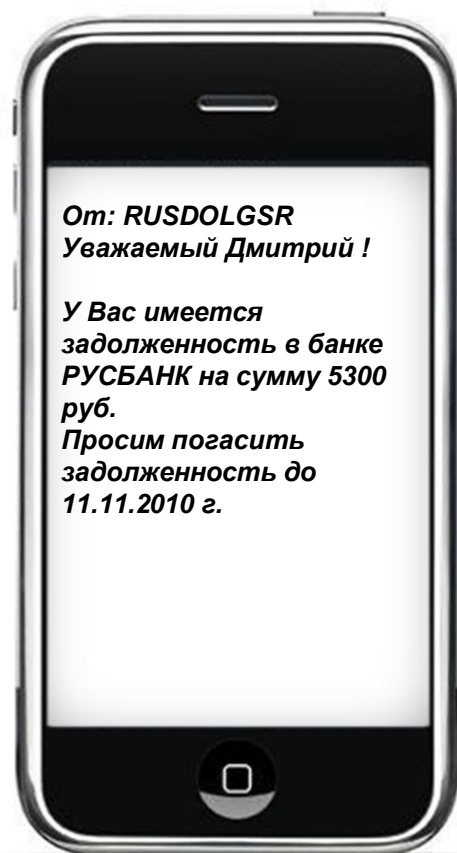 От: RUSDOLGSR
Уважаемый Дмитрий !
У Вас имеется
задолженность в банке
РУСБАНК на сумму 5300
руб.
Просим погасить
задолженность до
11.11.2010 г.